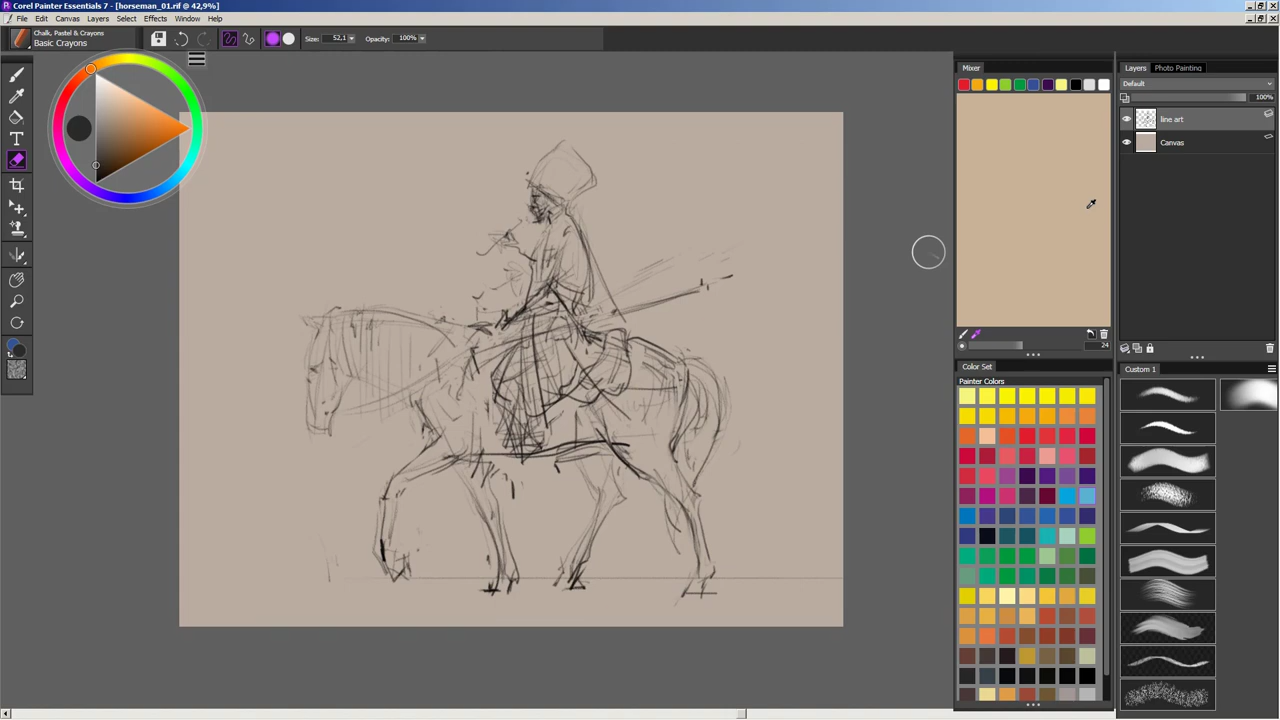 Corel Painter Essentials 7 - [horseman_01.rif @ 42,9%]
File Edit Canvas Layers Select Effects Window Help
Chalk, Pastel & Crayons
Basic Crayons
Size: 52,1
Opacity: 100%
Mixer
24
Color Set
Painter Colors
Layers Photo Painting
Default
100%
line art
Canvas
Custom 1